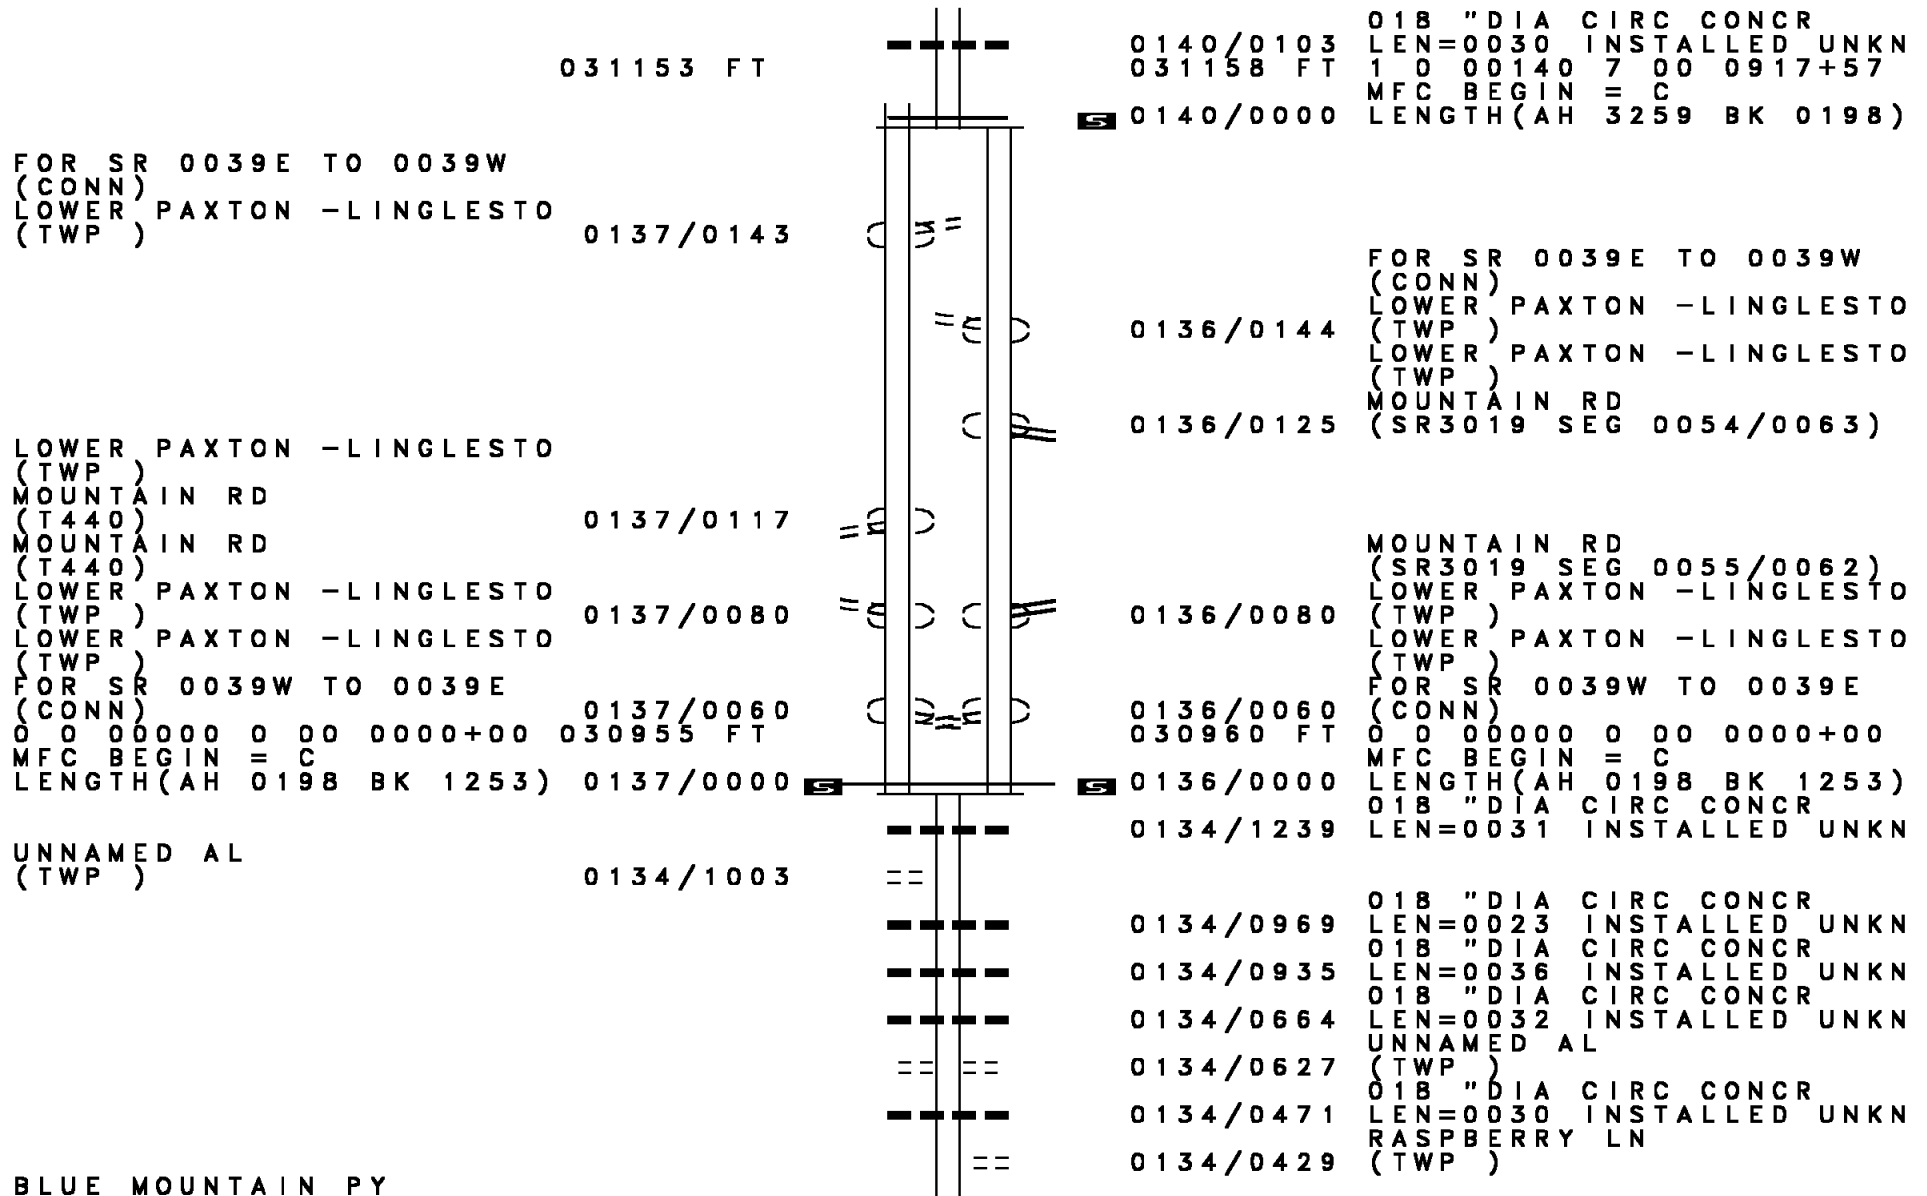 018 "DIA CIRC CONCR
0140/0103 LEN=0030 INSTALLED UNKN
031153 FT 031158 FT 1 0 00140 7 00 0917+57
MFC BEGIN = C
S 0140/0000 LENGTH(AH 3259 BK 0198)
FOR SR 0039E TO 0039W
(CONN)
LOWER PAXTON -LINGLESTO
(TWP ) 0137/0143
FOR SR 0039E TO 0039W
(CONN)
LOWER PAXTON -LINGLESTO
0136/0144 (TWP )
LOWER PAXTON -LINGLESTO
(TWP )
MOUNTAIN RD
0136/0125 (SR3019 SEG 0054/0063)
LOWER PAXTON -LINGLESTO
(TWP )
MOUNTAIN RD
(T440) 0137/0117
MOUNTAIN RD
(T440)
LOWER PAXTON -LINGLESTO
(TWP ) 0137/0080
MOUNTAIN RD
(SR3019 SEG 0055/0062)
LOWER PAXTON -LINGLESTO
0136/0080 (TWP )
LOWER PAXTON -LINGLESTO
(TWP )
FOR SR 0039W TO 0039E
(CONN) 0137/0060
0 0 00000 0 00 0000+00 030955 FT
MFC BEGIN = C
LENGTH(AH 0198 BK 1253) 0137/0000 S
LOWER PAXTON -LINGLESTO
(TWP )
FOR SR 0039W TO 0039E
0136/0060 (CONN)
030960 FT 0 0 00000 0 00 0000+00
MFC BEGIN = C
S 0136/0000 LENGTH(AH 0198 BK 1253)
018 "DIA CIRC CONCR
0134/1239 LEN=0031 INSTALLED UNKN
UNNAMED AL
(TWP ) 0134/1003
018 "DIA CIRC CONCR
0134/0969 LEN=0023 INSTALLED UNKN
018 "DIA CIRC CONCR
0134/0935 LEN=0036 INSTALLED UNKN
018 "DIA CIRC CONCR
0134/0664 LEN=0032 INSTALLED UNKN
UNNAMED AL
0134/0627 (TWP )
018 "DIA CIRC CONCR
0134/0471 LEN=0030 INSTALLED UNKN
RASPBERRY LN
0134/0429 (TWP )
BLUE MOUNTAIN PY